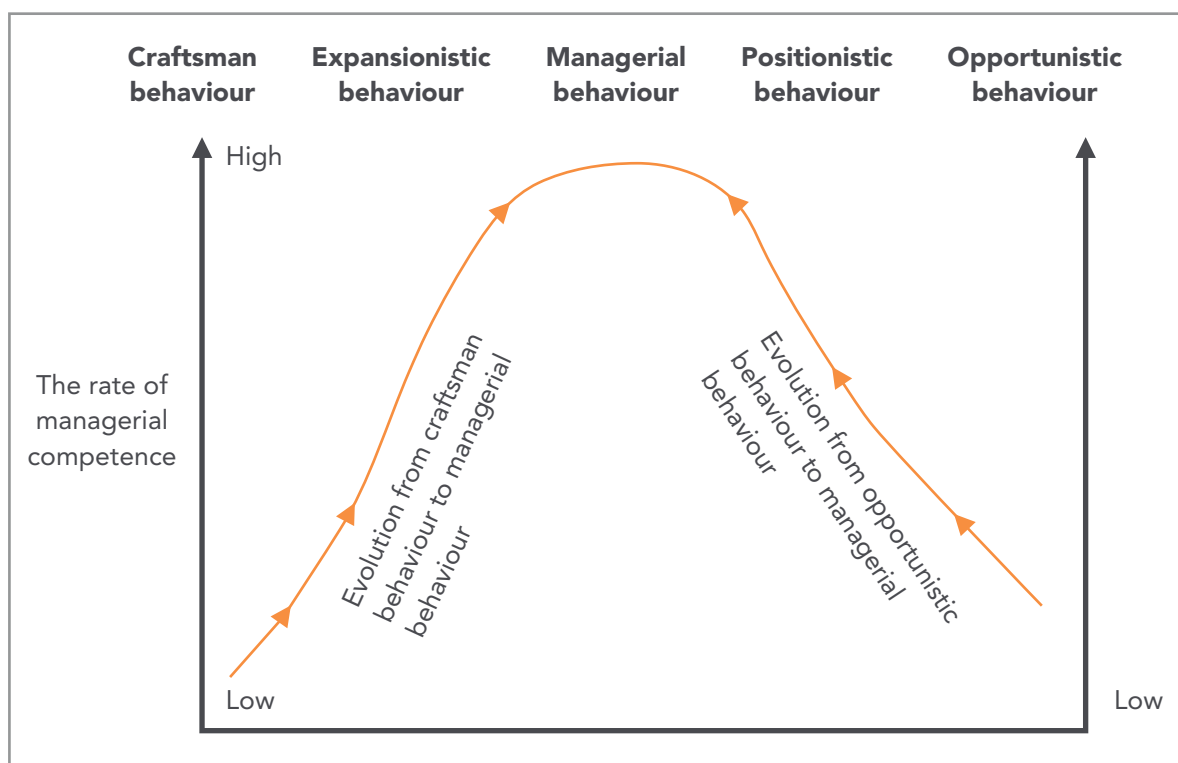 Craftsman
behaviour
Expansionistic
behaviour
Managerial
behaviour
Positionistic
behaviour
Opportunistic
behaviour
High
The rate of
managerial
competence
Evolution from craftsman
behaviour to managerial
behaviour
Evolution from opportunistic
behaviour to managerial
behaviour
Low
Low